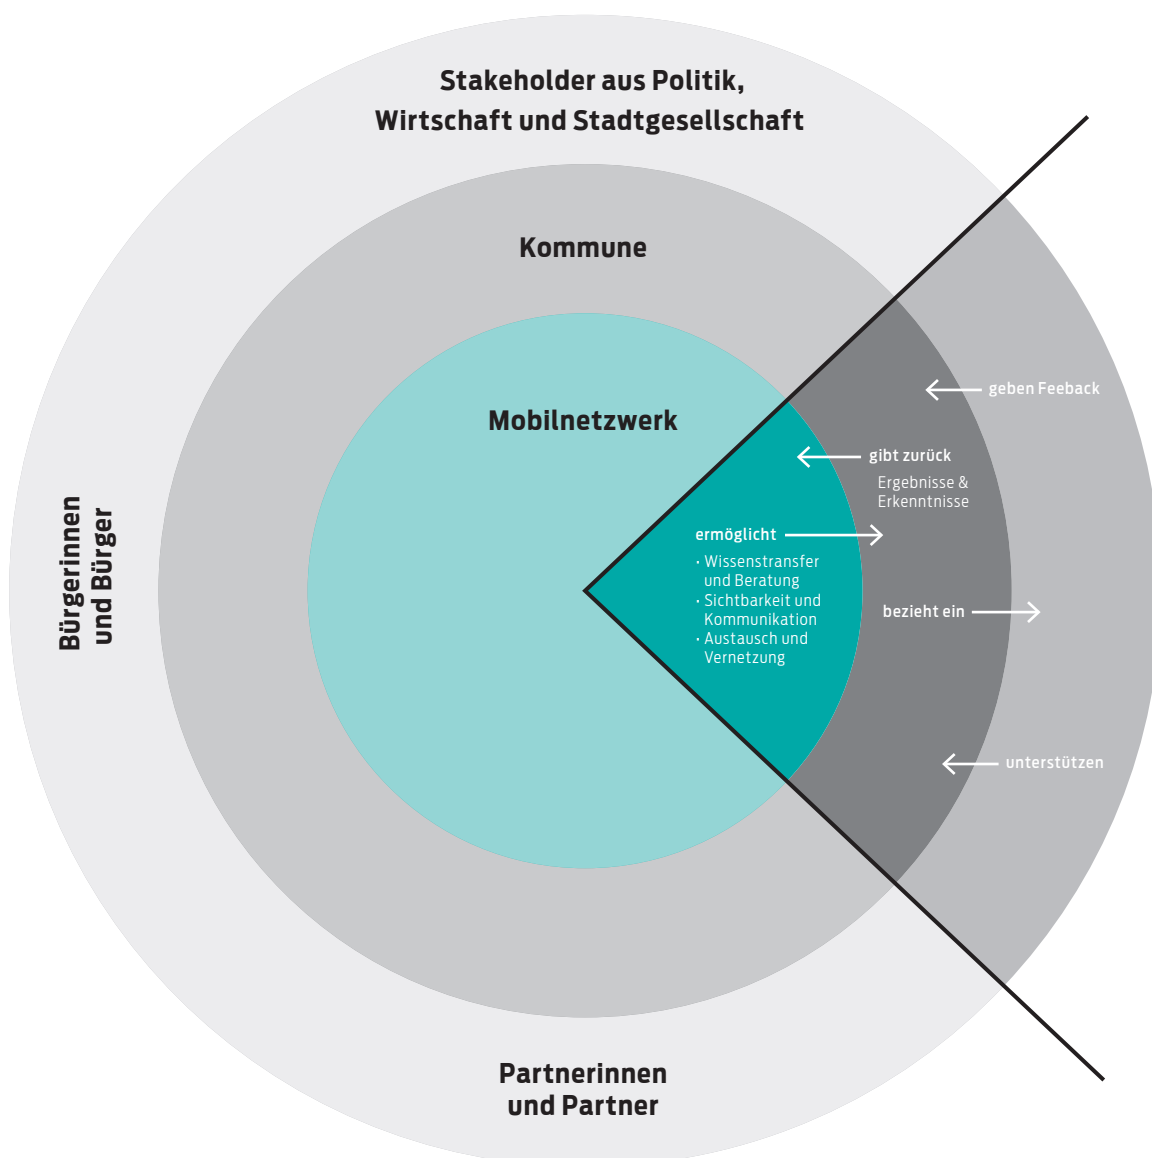 Stakeholder aus Politik,
Wirtschaft und Stadtgesellschaft
Kommune
Mobilnetzwerk
Bürgerinnen
und Bürger
geben Feeback
gibt zurück
Ergebnisse &
Erkenntnisse
ermöglicht
· Wissenstransfer
und Beratung
· Sichtbarkeit und
Kommunikation
· Austausch und
Vernetzung
bezieht ein
unterstützen
Partnerinnen
und Partner